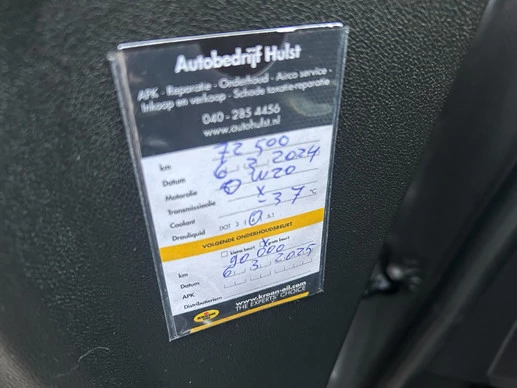 Autobedrijf Hulst
APK - Reparatie - Onderhoud - Airco service -
Inkoop en verkoop - Schade taxatie-reparatie
040 - 285 4456
www.autohulst.nl
km 72 500
Datum 6 3 2024
Motorolie 0 W20
Transmissieolie X
Coolant -37 °C
Drauliquid DOT 3 4 5.1
VOLGENDE ONDERHOUDSBEURT
kleine beurt X grote beurt
km 90 000
Datum 6 3 2025
APK
Distributieriem
www.kroon-oil.com
THE EXPERTS' CHOICE